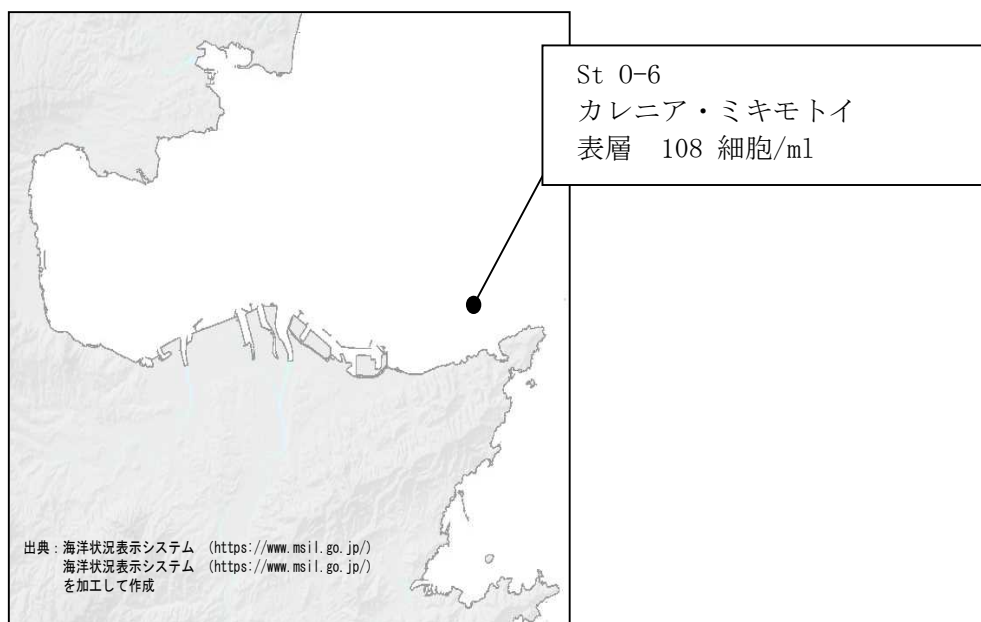 St O-6
カレニア・ミキモトイ
表層　108 細胞/ml
出典：海洋状況表示システム　(https://www.msil.go.jp/)
海洋状況表示システム　(https://www.msil.go.jp/)
を加工して作成